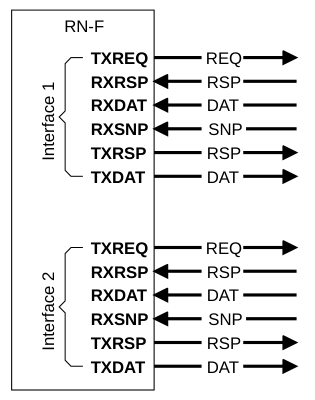 RN-F
Interface 1
TXREQ REQ
RXRSP RSP
RXDAT DAT
RXSNP SNP
TXRSP RSP
TXDAT DAT
Interface 2
TXREQ REQ
RXRSP RSP
RXDAT DAT
RXSNP SNP
TXRSP RSP
TXDAT DAT